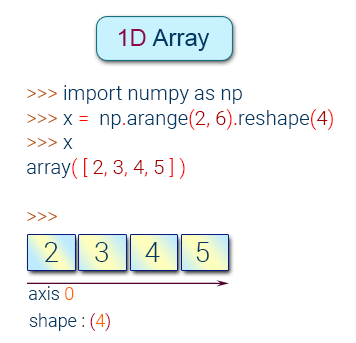 1D Array
>>> import numpy as np
>>> x = np.arange(2, 6).reshape(4)
>>> x
array( [ 2, 3, 4, 5 ] )
>>>
2 3 4 5
axis 0
shape : (4)